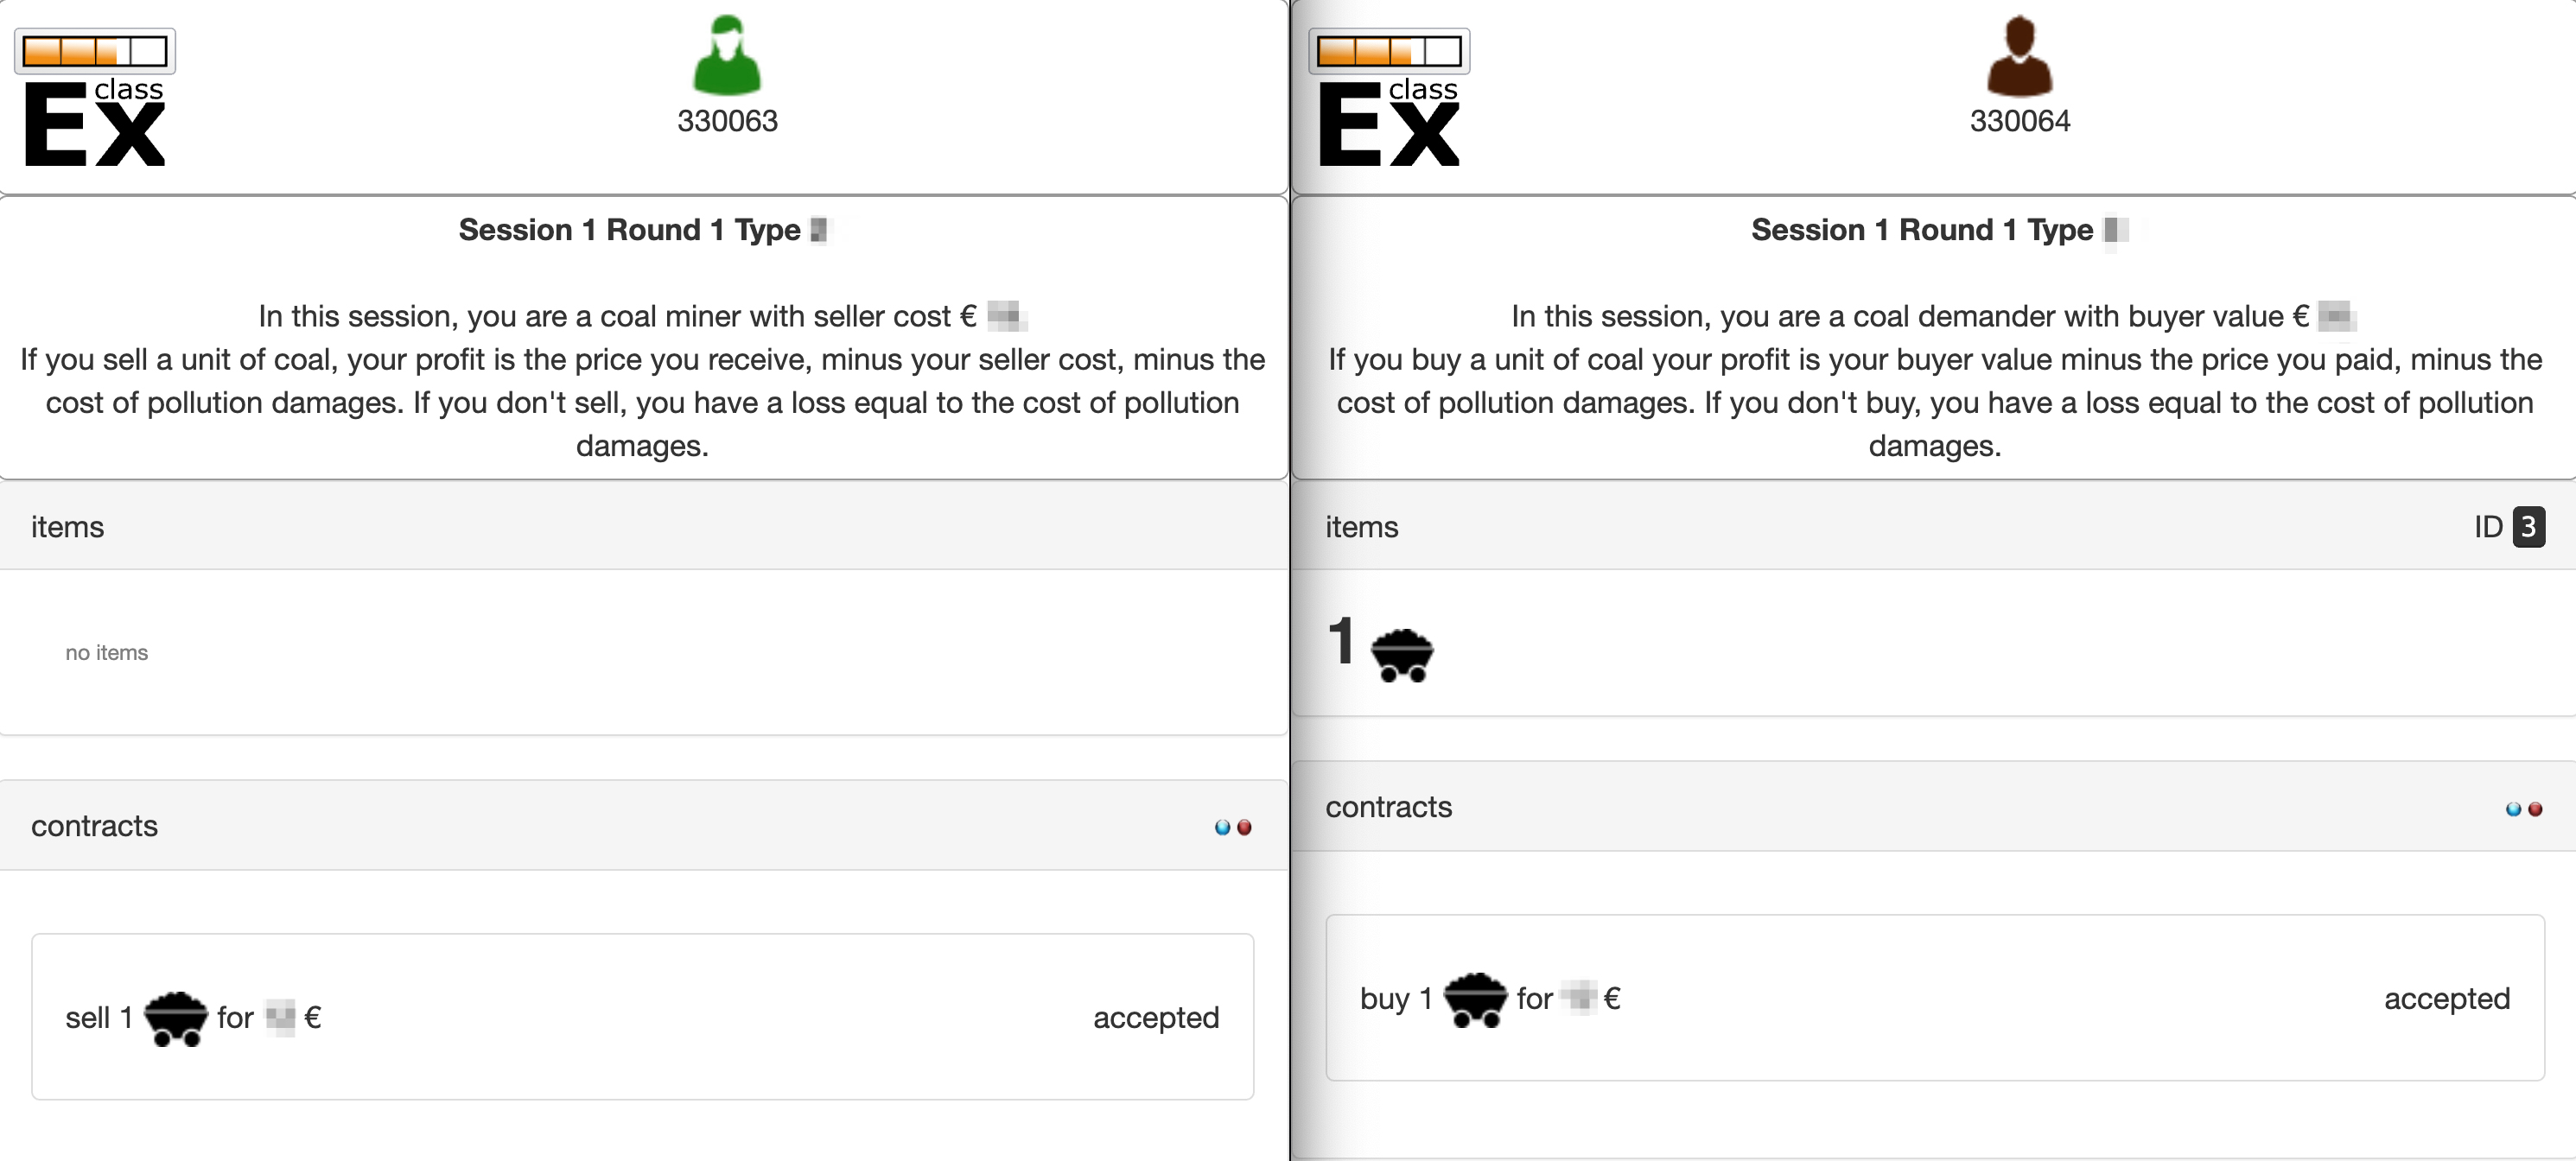 class
Ex
330063
Session 1 Round 1 Type
In this session, you are a coal miner with seller cost €
If you sell a unit of coal, your profit is the price you receive, minus your seller cost, minus the
cost of pollution damages. If you don't sell, you have a loss equal to the cost of pollution
damages.
items
no items
contracts
sell 1 for €
accepted
class
Ex
330064
Session 1 Round 1 Type
In this session, you are a coal demander with buyer value €
If you buy a unit of coal your profit is your buyer value minus the price you paid, minus the
cost of pollution damages. If you don't buy, you have a loss equal to the cost of pollution
damages.
items
ID 3
1
contracts
buy 1 for €
accepted